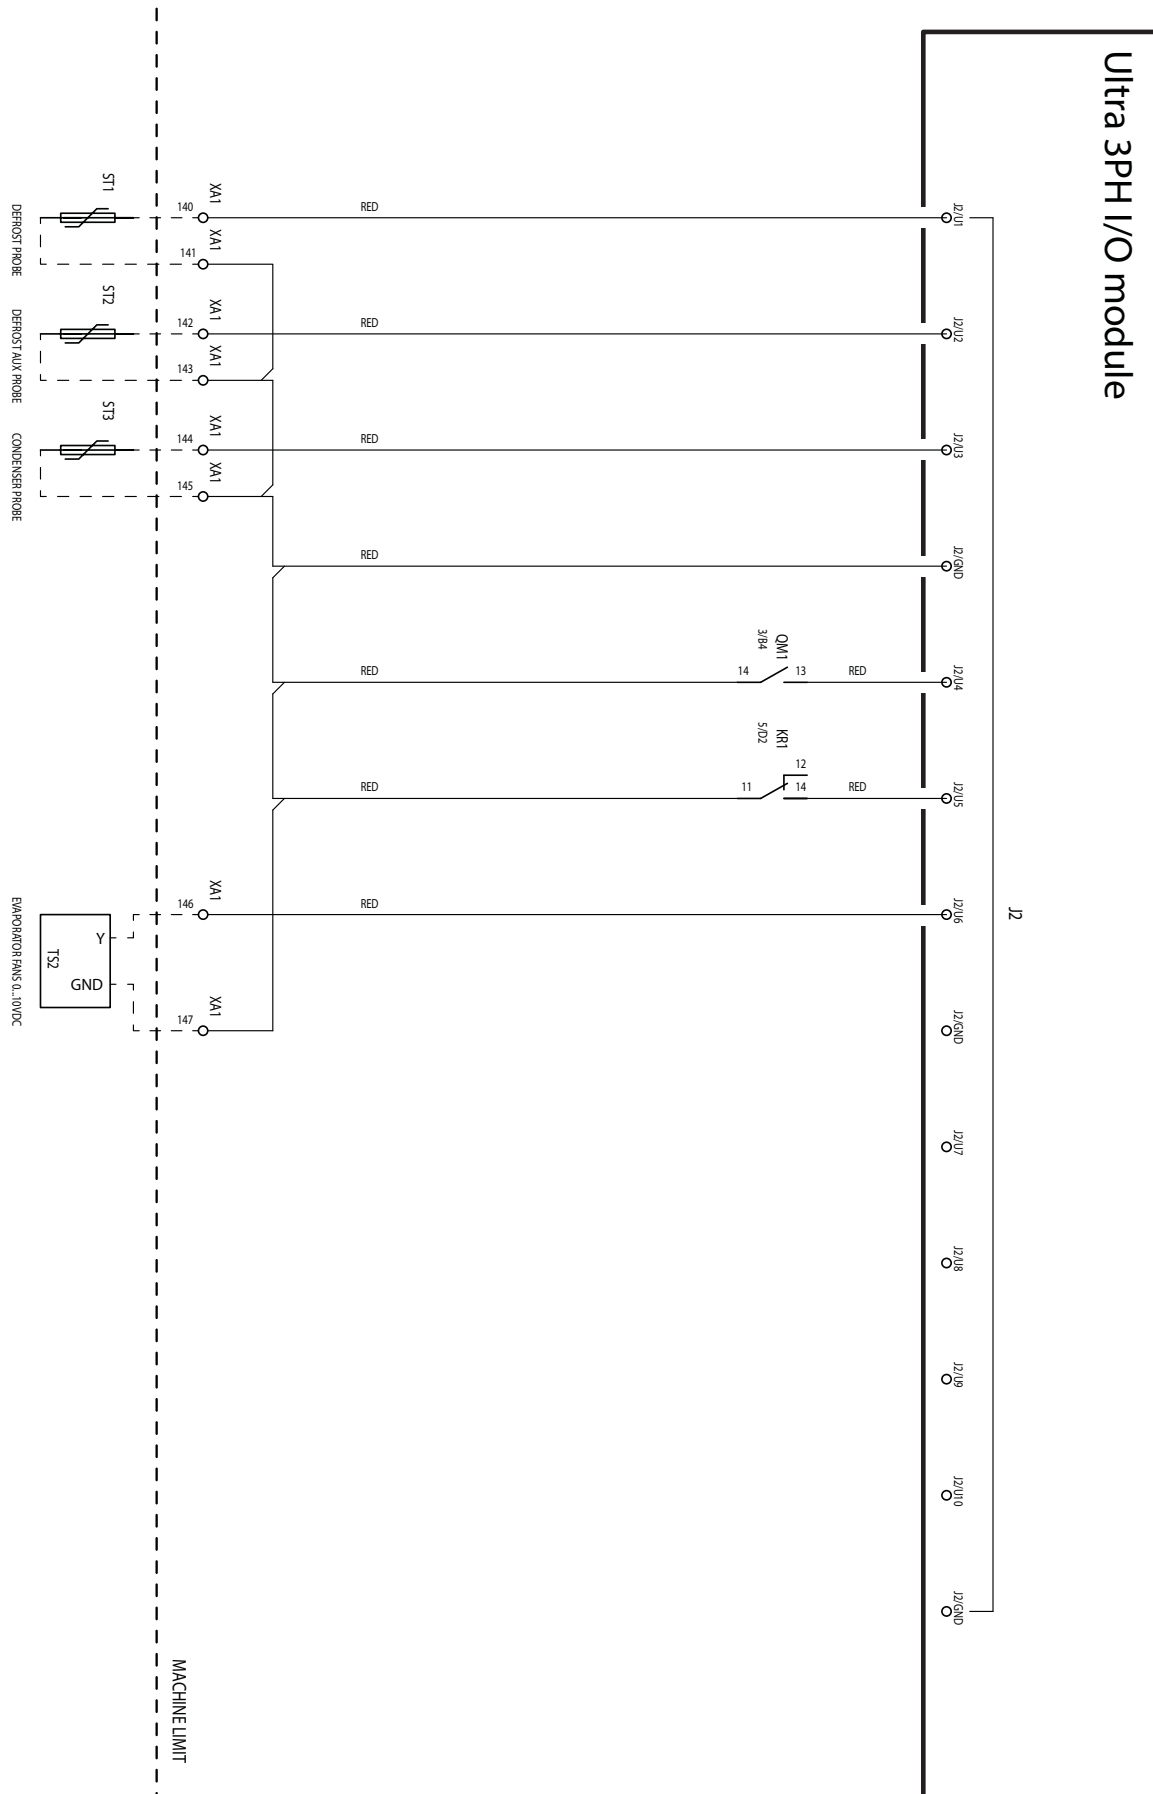 Ultra 3PH I/O module
J2
J2/U1
J2/U2
J2/U3
J2/GND
J2/U4
J2/U5
J2/U6
J2/GND
J2/U7
J2/U8
J2/U9
J2/U10
J2/GND
RED
RED
RED
RED
QM1
3/B4
14
13
RED
RED
KR1
5/D2
12
11
14
RED
RED
RED
XA1
140
XA1
141
XA1
142
XA1
143
XA1
144
XA1
145
XA1
146
XA1
147
MACHINE LIMIT
ST1
DEFROST PROBE
ST2
DEFROST AUX PROBE
ST3
CONDENSER PROBE
Y
GND
TS2
EVAPORATOR FANS 0...10VDC